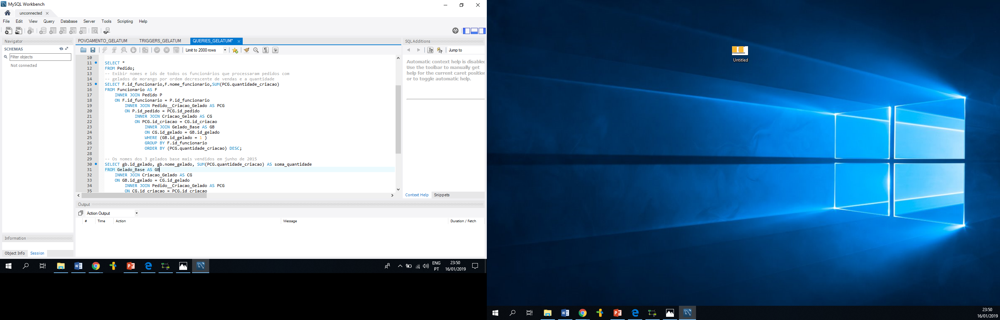 MySQL Workbench
unconnected
File Edit View Query Database Server Tools Scripting Help
Navigator
SCHEMAS
Filter objects
Not connected
POVOAMENTO_GELATUM TRIGGERS_GELATUM QUERIES_GELATUM*
Limit to 2000 rows
10
11 SELECT *
12 FROM Pedido;
13 -- Exibir nomes e ids de todos os funcionários que processaram pedidos com
14 -- gelados de morango por ordem decrescente de vendas e a quantidade
15 SELECT F.id_funcionario,F.nome_funcionario,SUM(PCG.quantidade_criacao)
16 FROM Funcionario AS F
17 INNER JOIN Pedido P
18 ON F.id_funcionario = P.id_funcionario
19 INNER JOIN Pedido__Criacao_Gelado AS PCG
20 ON P.id_pedido = PCG.id_pedido
21 INNER JOIN Criacao_Gelado AS CG
22 ON PCG.id_criacao = CG.id_criacao
23 INNER JOIN Gelado_Base AS GB
24 ON CG.id_gelado = GB.id_gelado
25 WHERE (GB.id_gelado = 1 )
26 GROUP BY F.id_funcionario
27 ORDER BY (PCG.quantidade_criacao) DESC;
28
29 -- Os nomes dos 3 gelados base mais vendidos em junho de 2015
30 SELECT gb.id_gelado, gb.nome_gelado, SUM(PCG.quantidade_criacao) AS soma_quantidade
31 FROM Gelado_Base AS GB
32 INNER JOIN Criacao_Gelado AS CG
33 ON GB.id_gelado = CG.id_gelado
34 INNER JOIN Pedido__Criacao_Gelado AS PCG
35 ON CG.id_criacao = PCG.id_criacao
SQL Additions
Jump to
Automatic context help is disabled
Use the toolbar to manually get
help for the current caret position
or to toggle automatic help.
Context Help Snippets
Output
Action Output
# Time Action Message Duration / Fetch
Information
Object Info Session
ENG
PT
23:50
16/01/2019
Untitled
23:50
16/01/2019